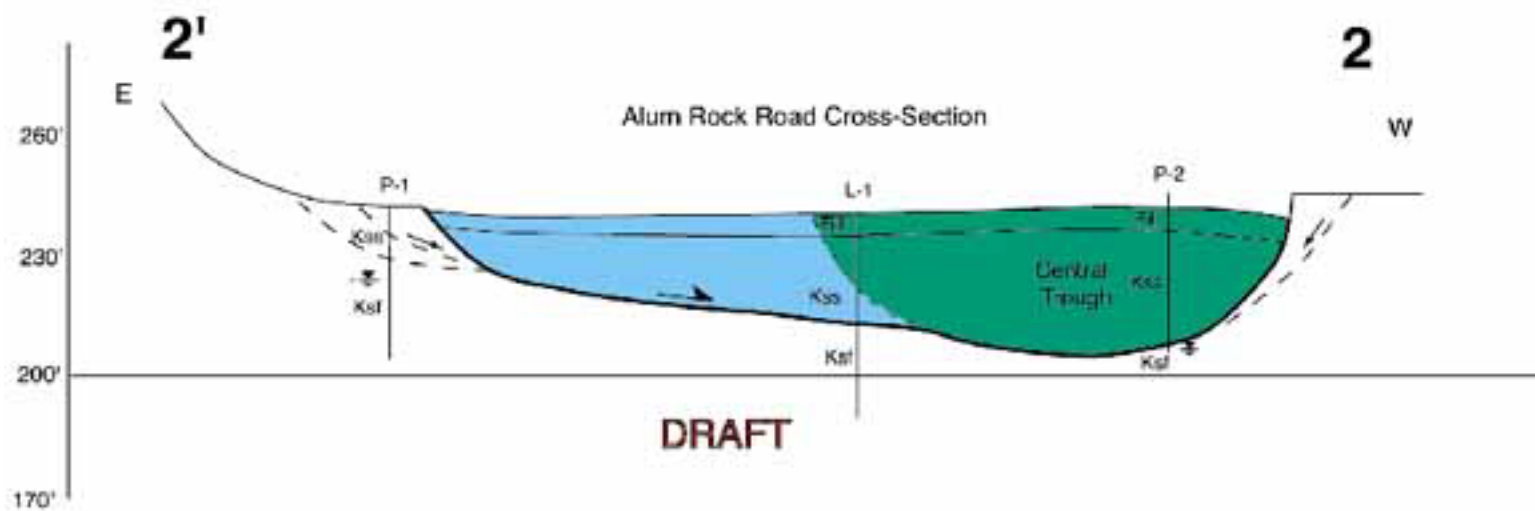 2'
2
E
Alum Rock Road Cross-Section
W
260'
P-1
L-1
P-2
Kss
230'
Central
Trough
Kss
Ksf
Ksf
Ksf
200'
DRAFT
170'